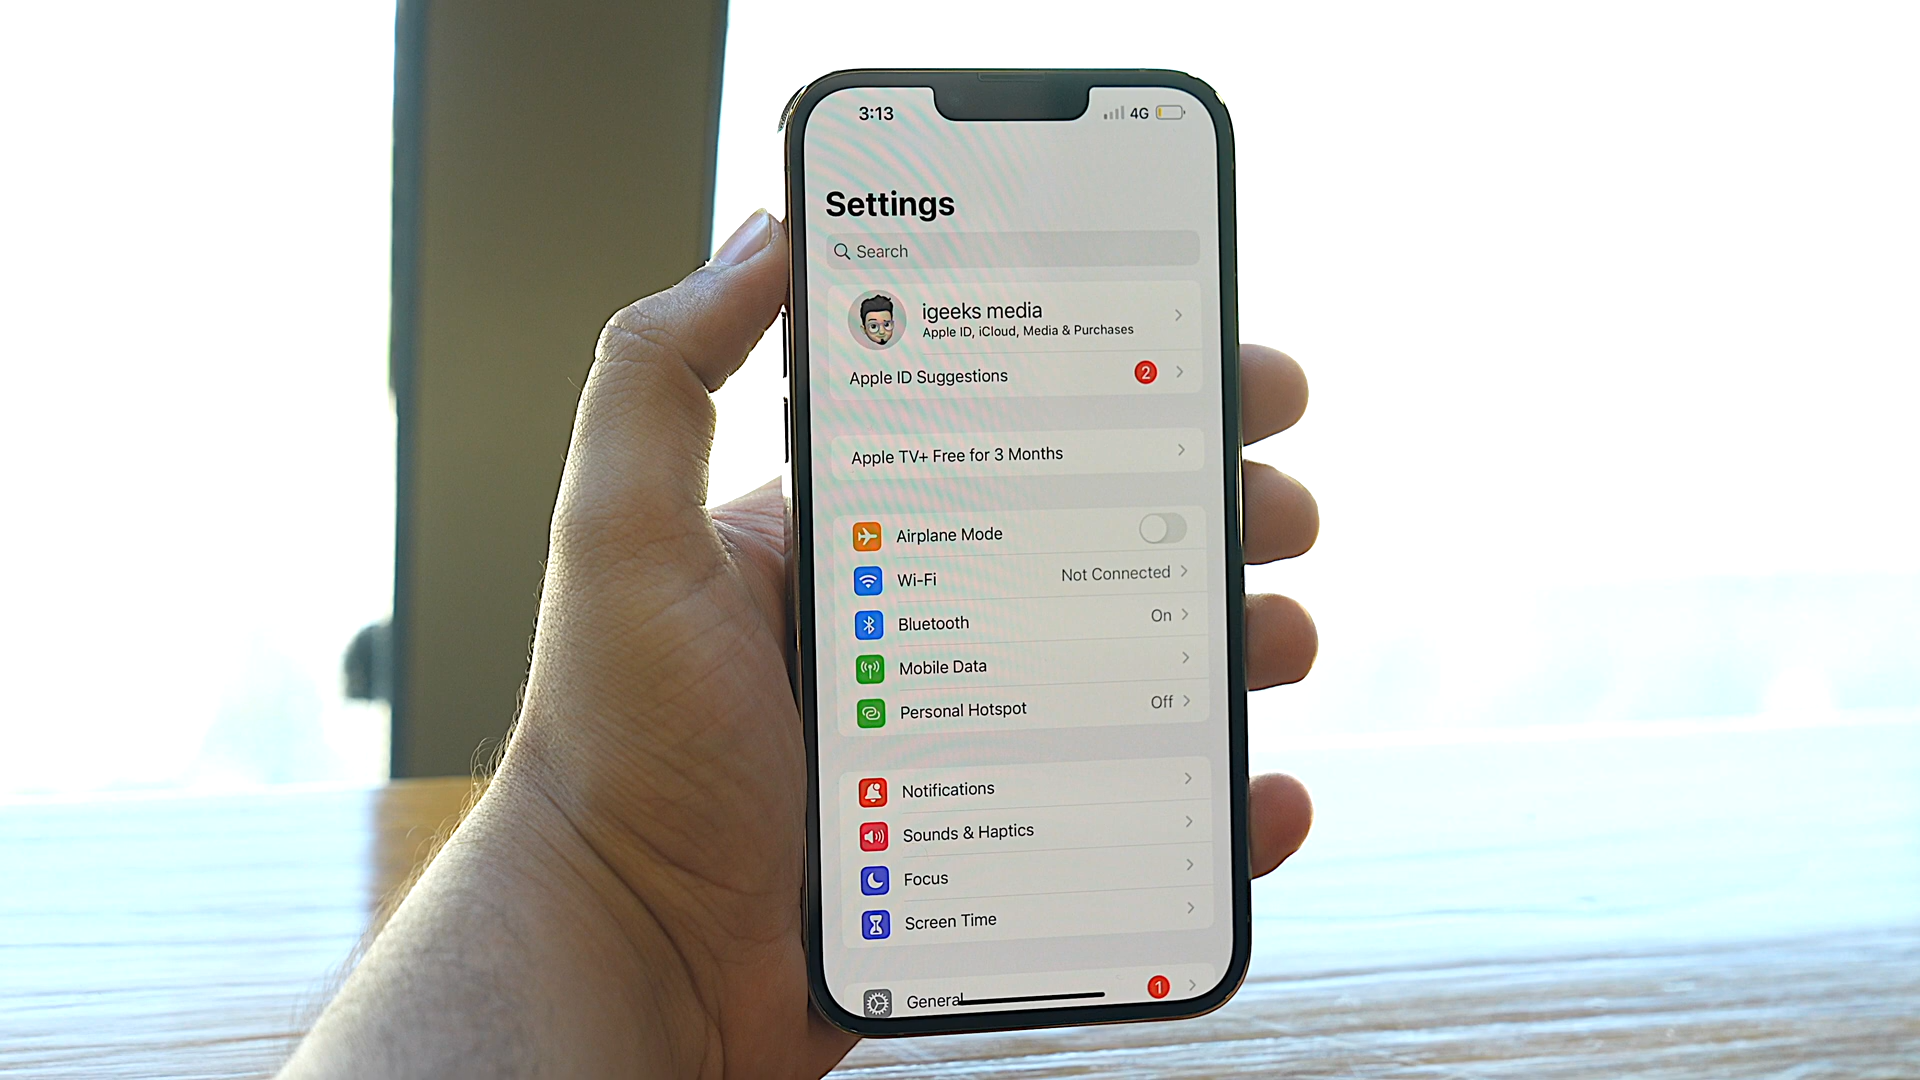 3:13 4G
Settings
Search
igeeks media
Apple ID, iCloud, Media & Purchases
Apple ID Suggestions 2
Apple TV+ Free for 3 Months
Airplane Mode
Wi-Fi Not Connected
Bluetooth On
Mobile Data
Personal Hotspot Off
Notifications
Sounds & Haptics
Focus
Screen Time
General 1